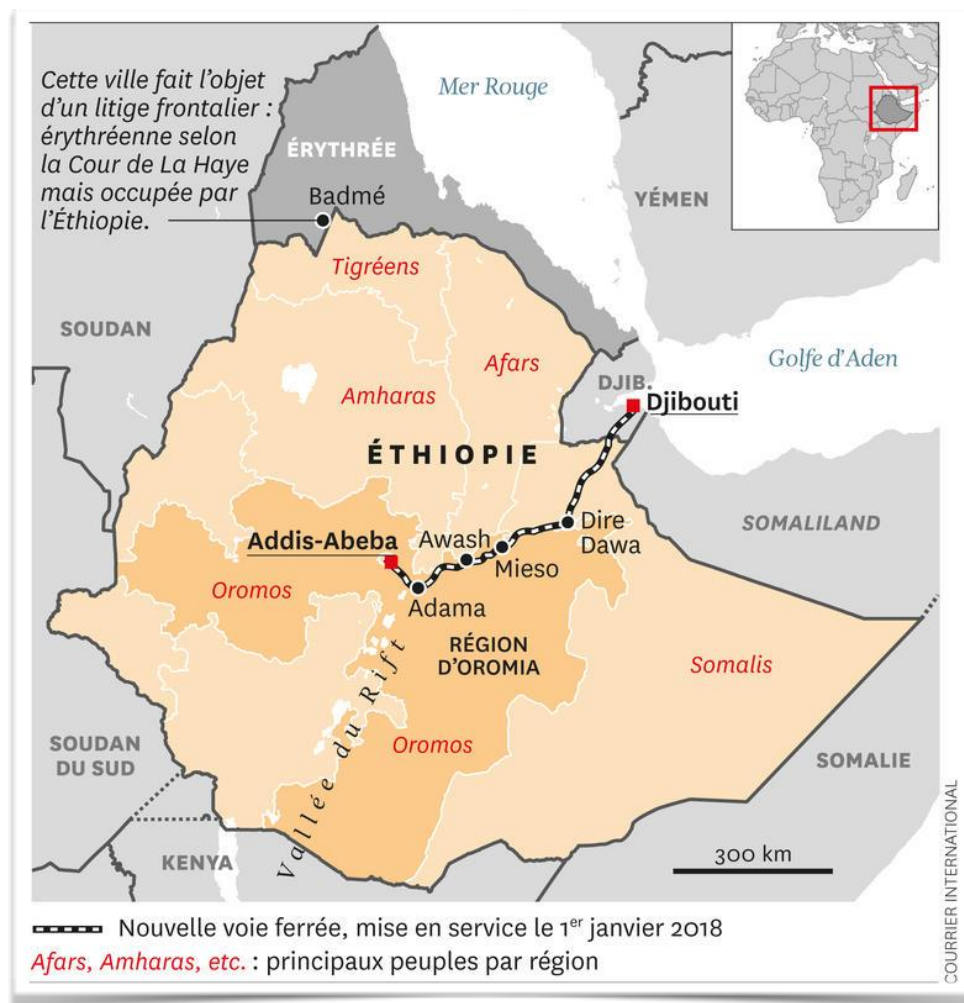 Cette ville fait l’objet
d’un litige frontalier :
érythréenne selon
la Cour de La Haye
mais occupée par
l’Éthiopie.
Mer Rouge
ÉRYTHRÉE
Badmé
YÉMEN
Tigréens
SOUDAN
Afars
Golfe d’Aden
Amharas
DJIB.
Djibouti
ÉTHIOPIE
Addis-Abeba
Awash
Dire
Dawa
SOMALILAND
Mieso
Oromos
Adama
RÉGION
D’OROMIA
Somalis
Vallée du Rift
Oromos
SOUDAN
DU SUD
SOMALIE
KENYA
300 km
COURRIER INTERNATIONAL
Nouvelle voie ferrée, mise en service le 1er janvier 2018
Afars, Amharas, etc. : principaux peuples par région